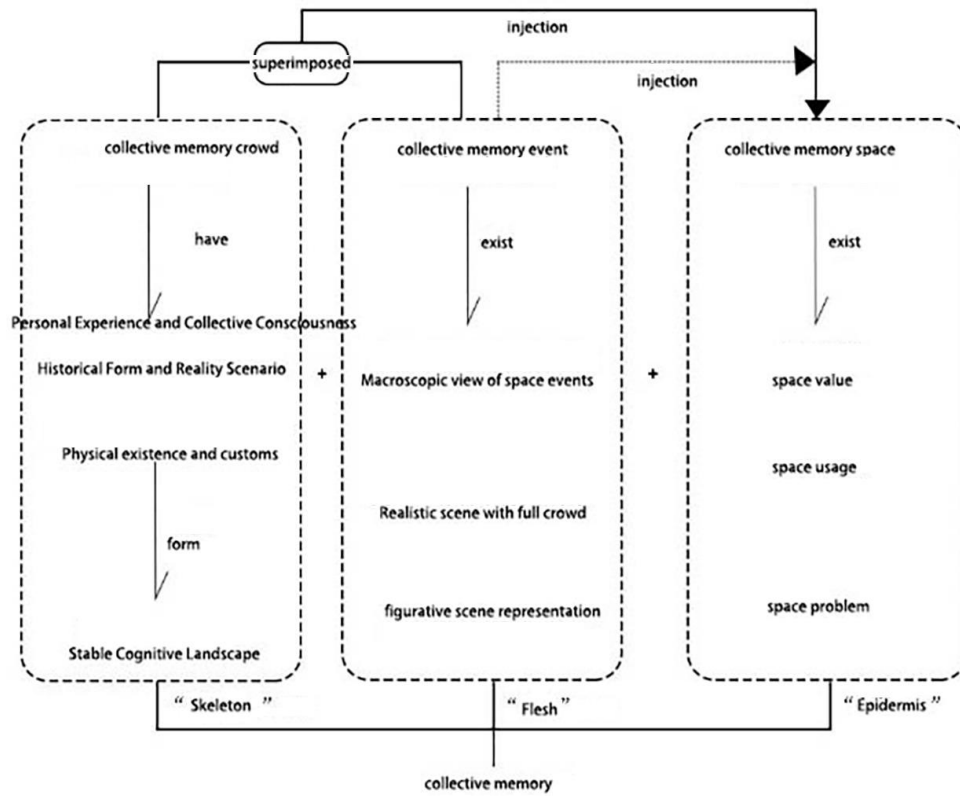 injection
superimposed
injection
collective memory crowd
have
Personal Experience and Collective Consciousness
Historical Form and Reality Scenario
Physical existence and customs
form
Stable Cognitive Landscape
+
collective memory event
exist
Macroscopic view of space events
Realistic scene with full crowd
figurative scene representation
+
collective memory space
exist
space value
space usage
space problem
“ Skeleton ”
“ Flesh ”
“ Epidermis ”
collective memory